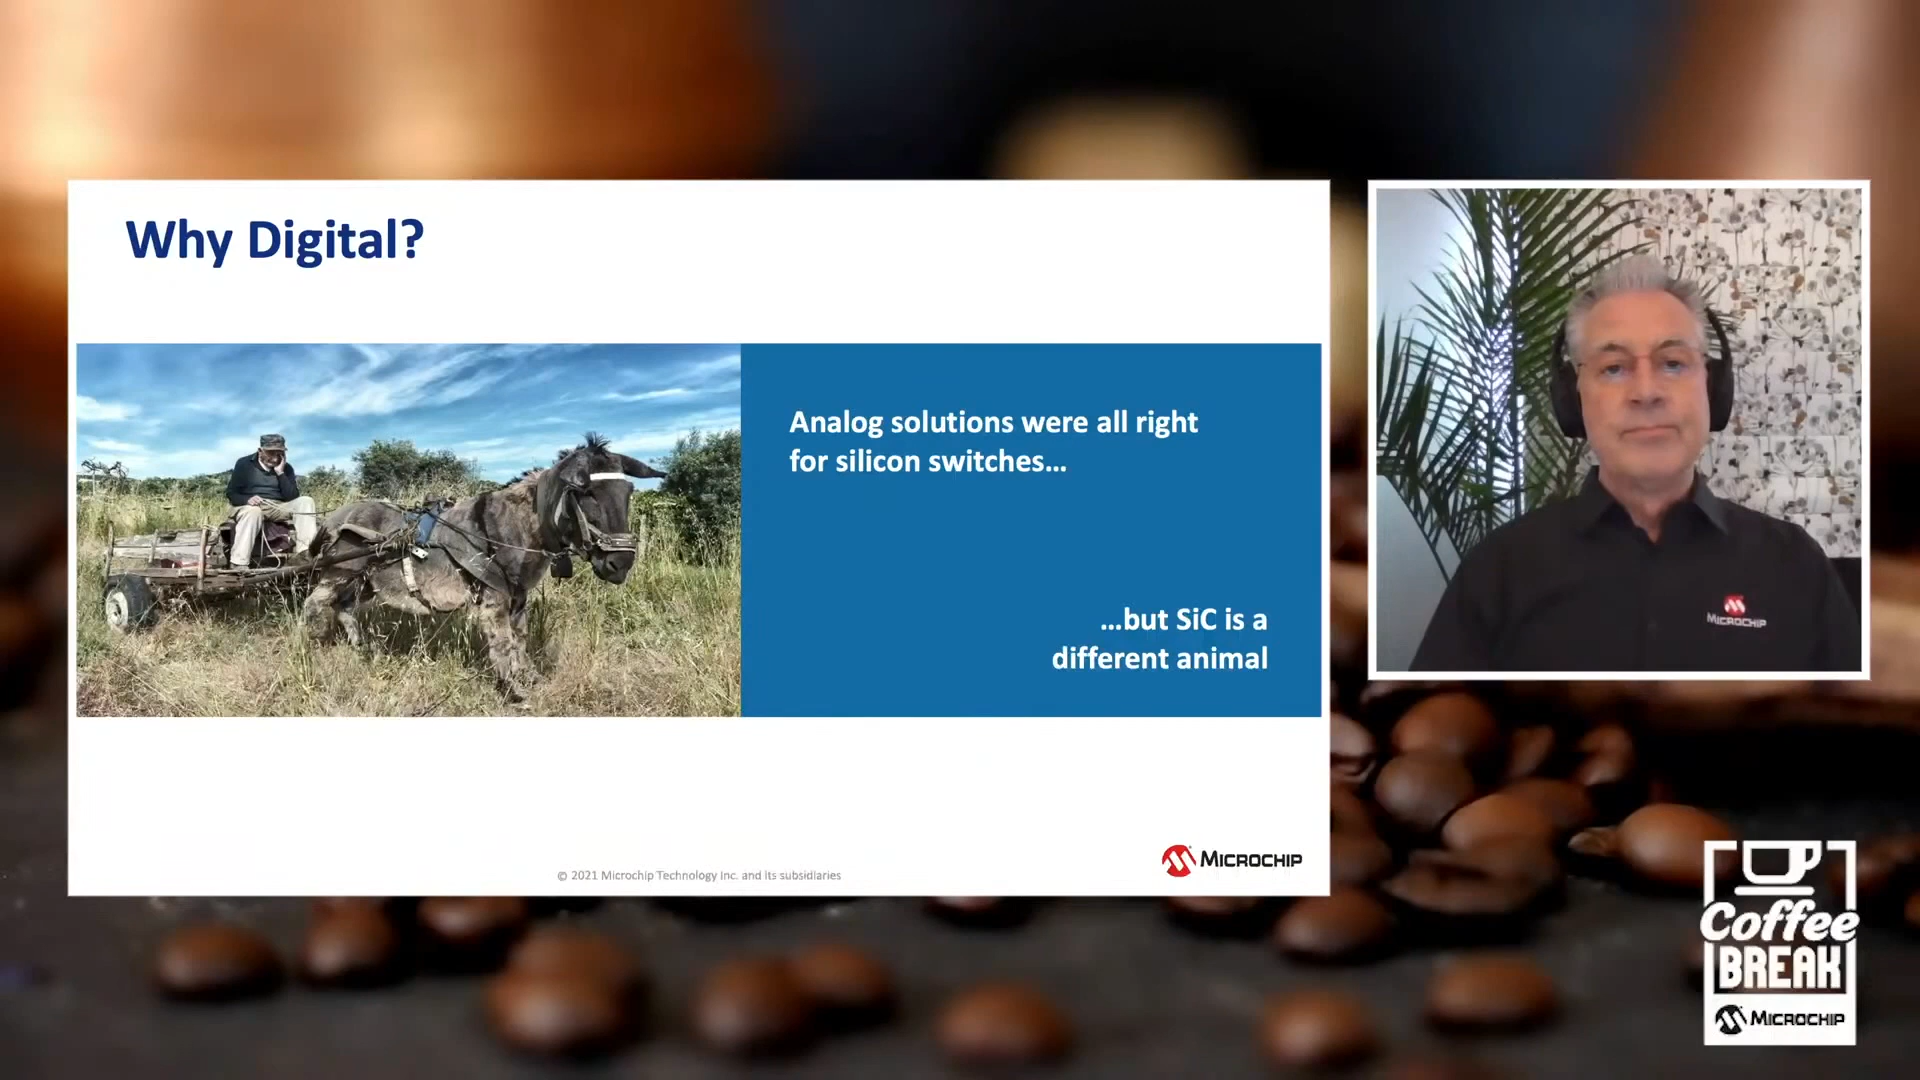 Why Digital?
Analog solutions were all right
for silicon switches...
...but SiC is a
different animal
© 2021 Microchip Technology Inc. and its subsidiaries
MICROCHIP
MICROCHIP
Coffee
BREAK
MICROCHIP